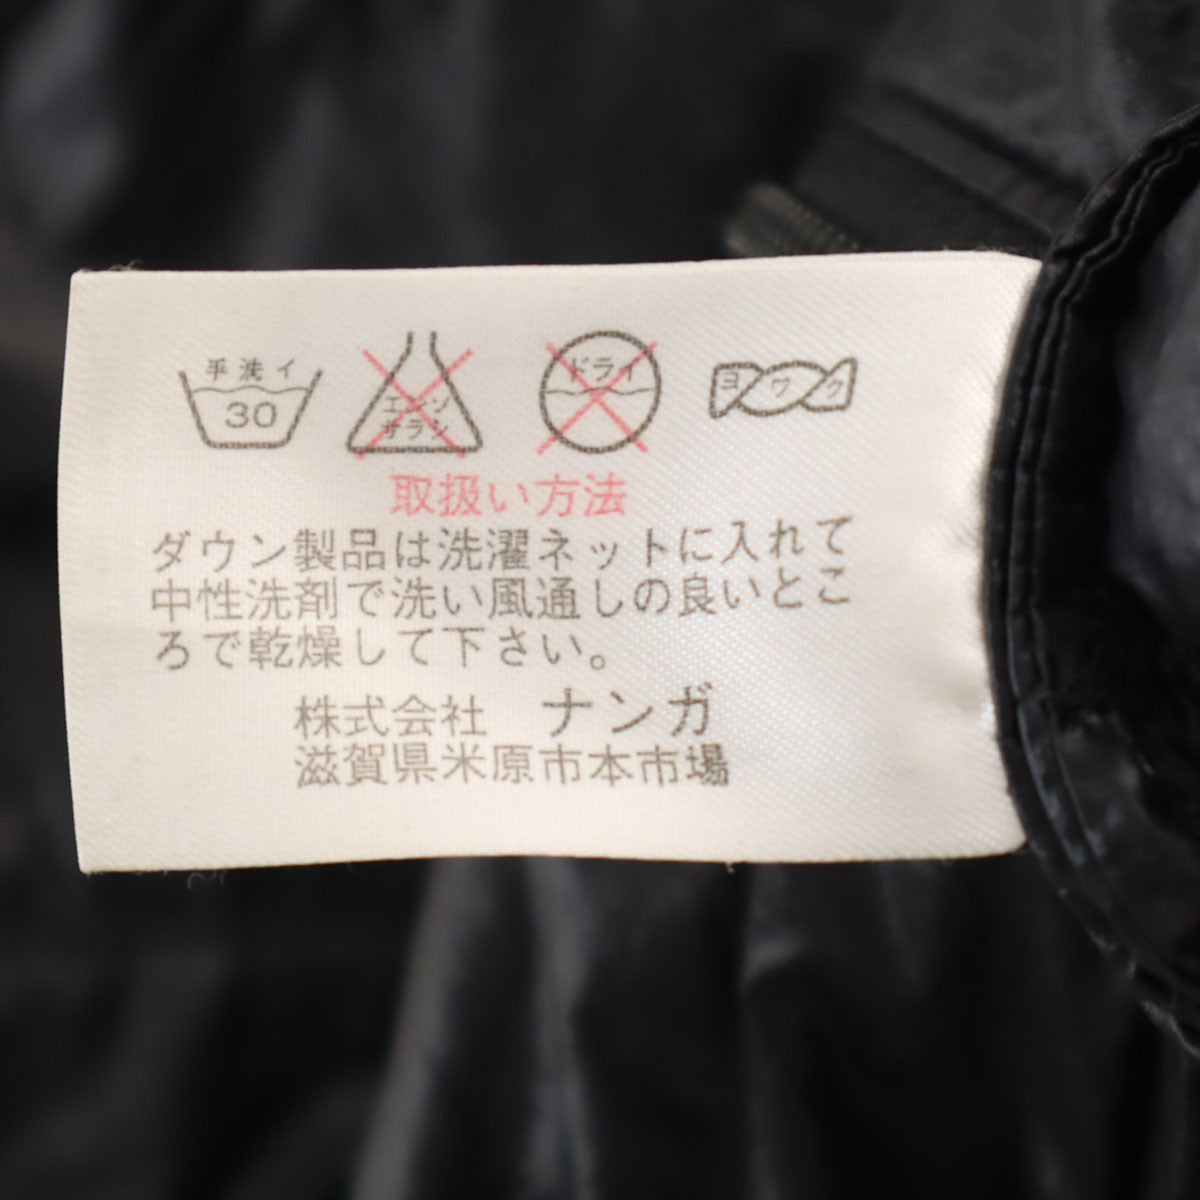 手洗イ
30
エンソ
サラシ
ドライ
ヨワク
取扱い方法
ダウン製品は洗濯ネットに入れて
中性洗剤で洗い風通しの良いとこ
ろで乾燥して下さい。
株式会社 ナンガ
滋賀県米原市本市場